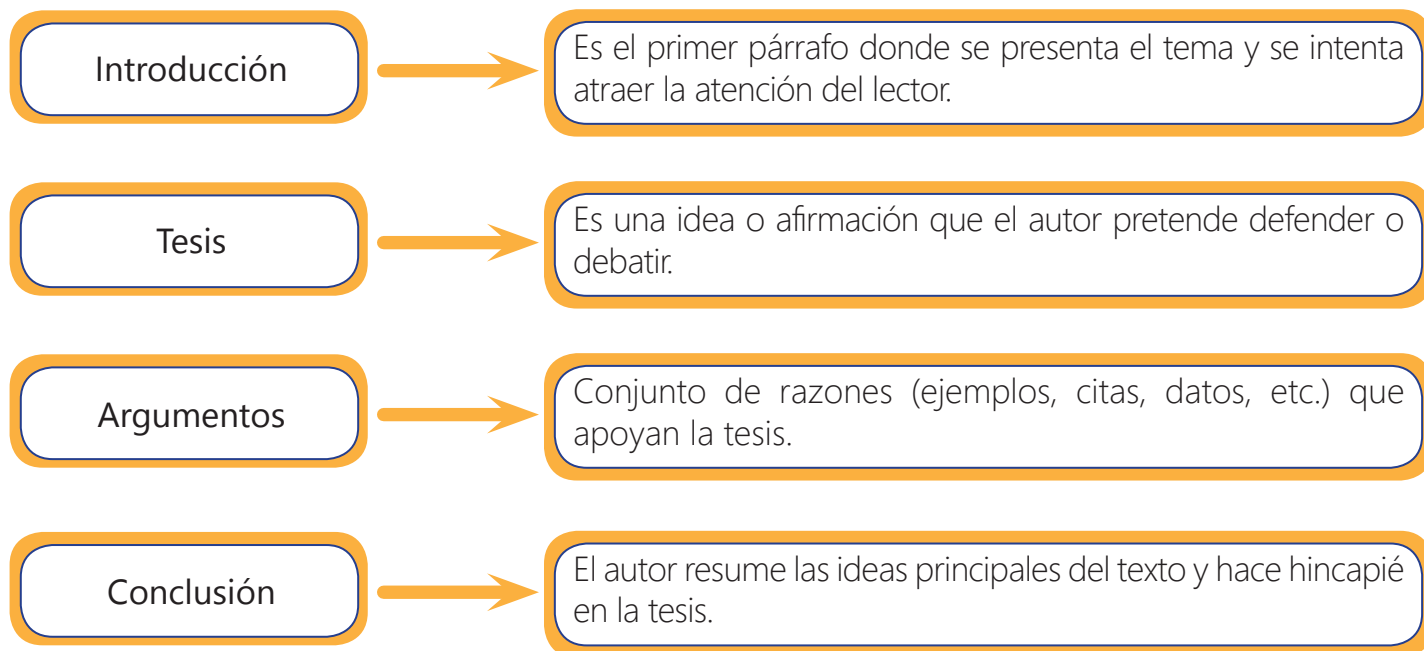 Introducción
Es el primer párrafo donde se presenta el tema y se intenta
atraer la atención del lector.
Tesis
Es una idea o afirmación que el autor pretende defender o
debatir.
Argumentos
Conjunto de razones (ejemplos, citas, datos, etc.) que
apoyan la tesis.
Conclusión
El autor resume las ideas principales del texto y hace hincapié
en la tesis.